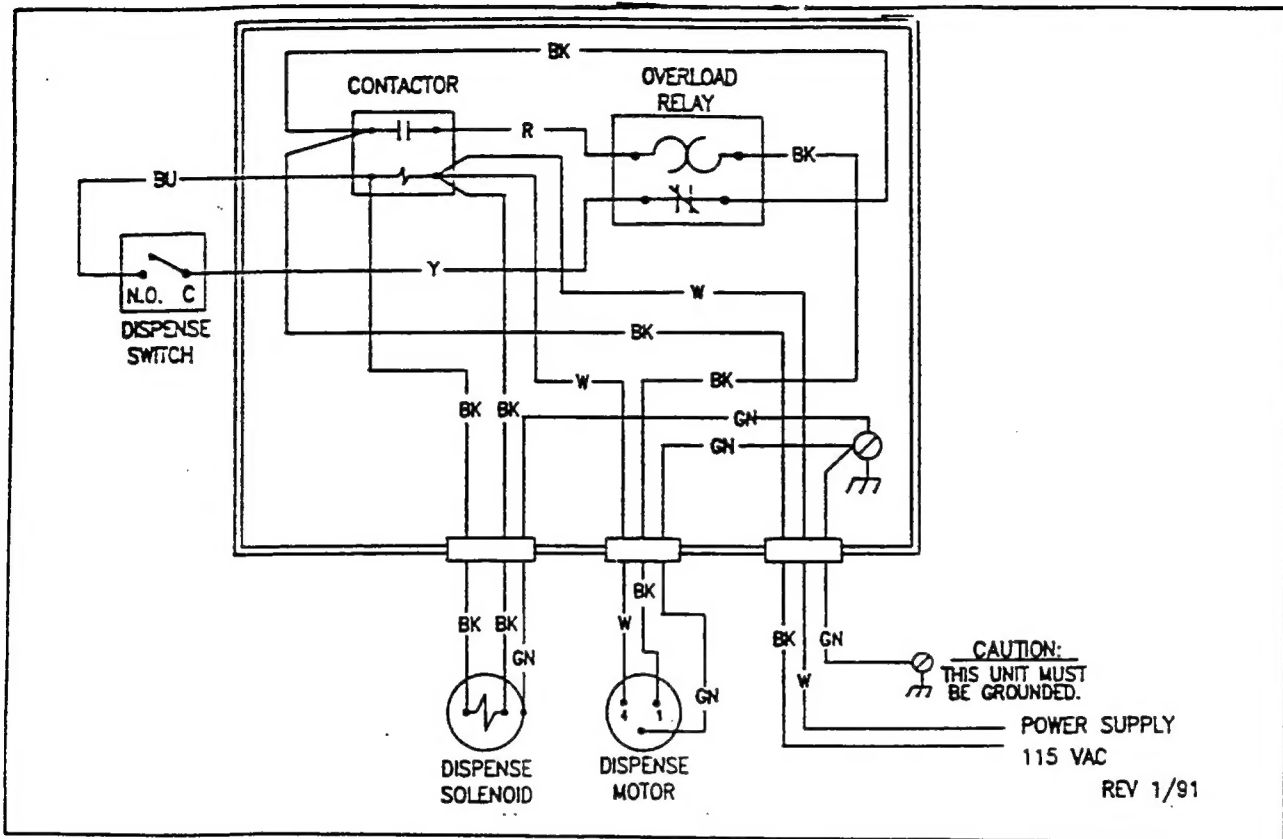 BK
CONTACTOR
OVERLOAD
RELAY
R
BK
BU
Y
N.O. C
DISPENSE
SWITCH
W
BK
W
BK
BK BK
GN
GN
BK
BK BK
W
BK
GN
GN
BK
GN
W
4 1
CAUTION:
THIS UNIT MUST
BE GROUNDED.
POWER SUPPLY
115 VAC
DISPENSE
SOLENOID
DISPENSE
MOTOR
REV 1/91